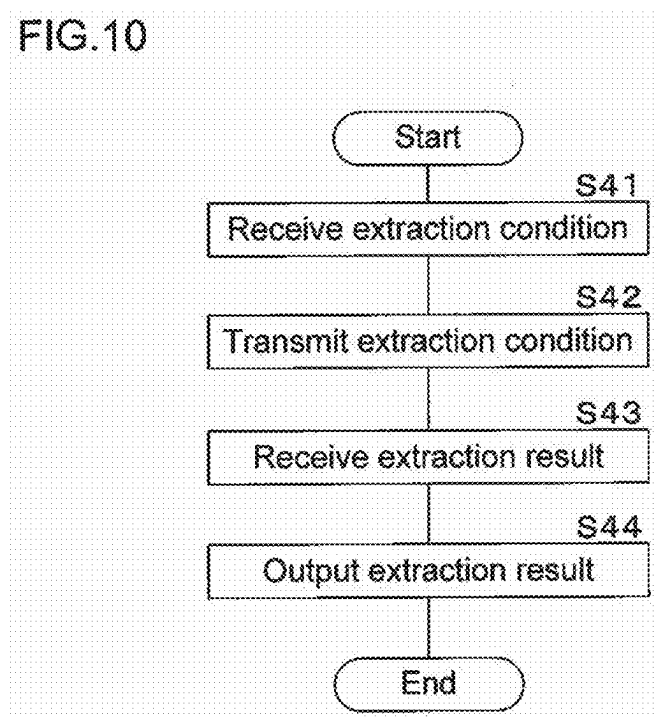 FIG.10
Start
S41
Receive extraction condition
S42
Transmit extraction condition
S43
Receive extraction result
S44
Output extraction result
End